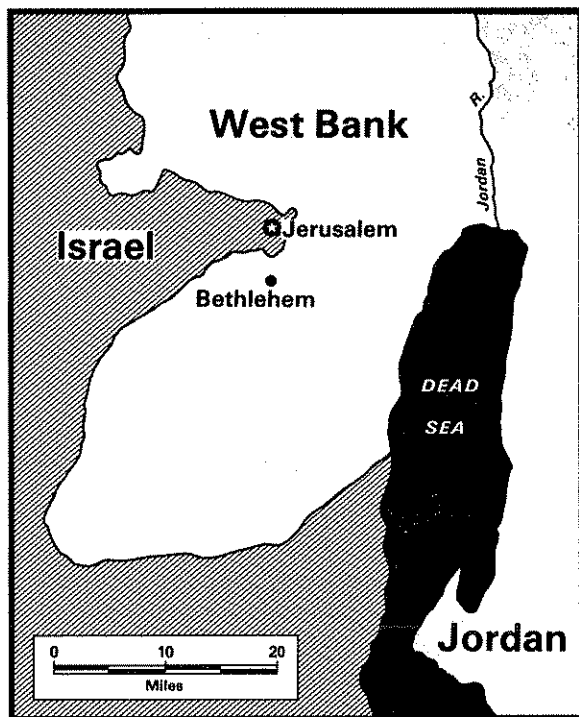 West Bank
Jordan R.
Israel
Jerusalem
Bethlehem
DEAD
SEA
Jordan
0 10 20
Miles